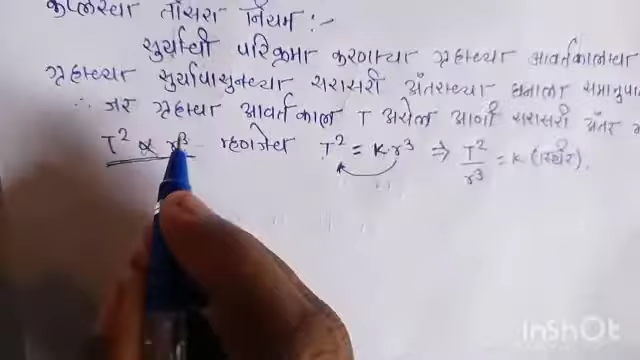 तीसरा नियम :-
सूर्याची परिक्रमा करणाऱ्या ग्रहाच्या आवर्तकालाचा
ग्रहाच्या सूर्यापासूनच्या सरासरी अंतराच्या घनाला समानुपा
∴ जर ग्रहाचा आवर्तकाल T असेल आणी सरासरी अंतर
T² ∝ r³ म्हणजेच T² = K.r³ ⇒ T²/r³ = K (स्थिर).
InShOt